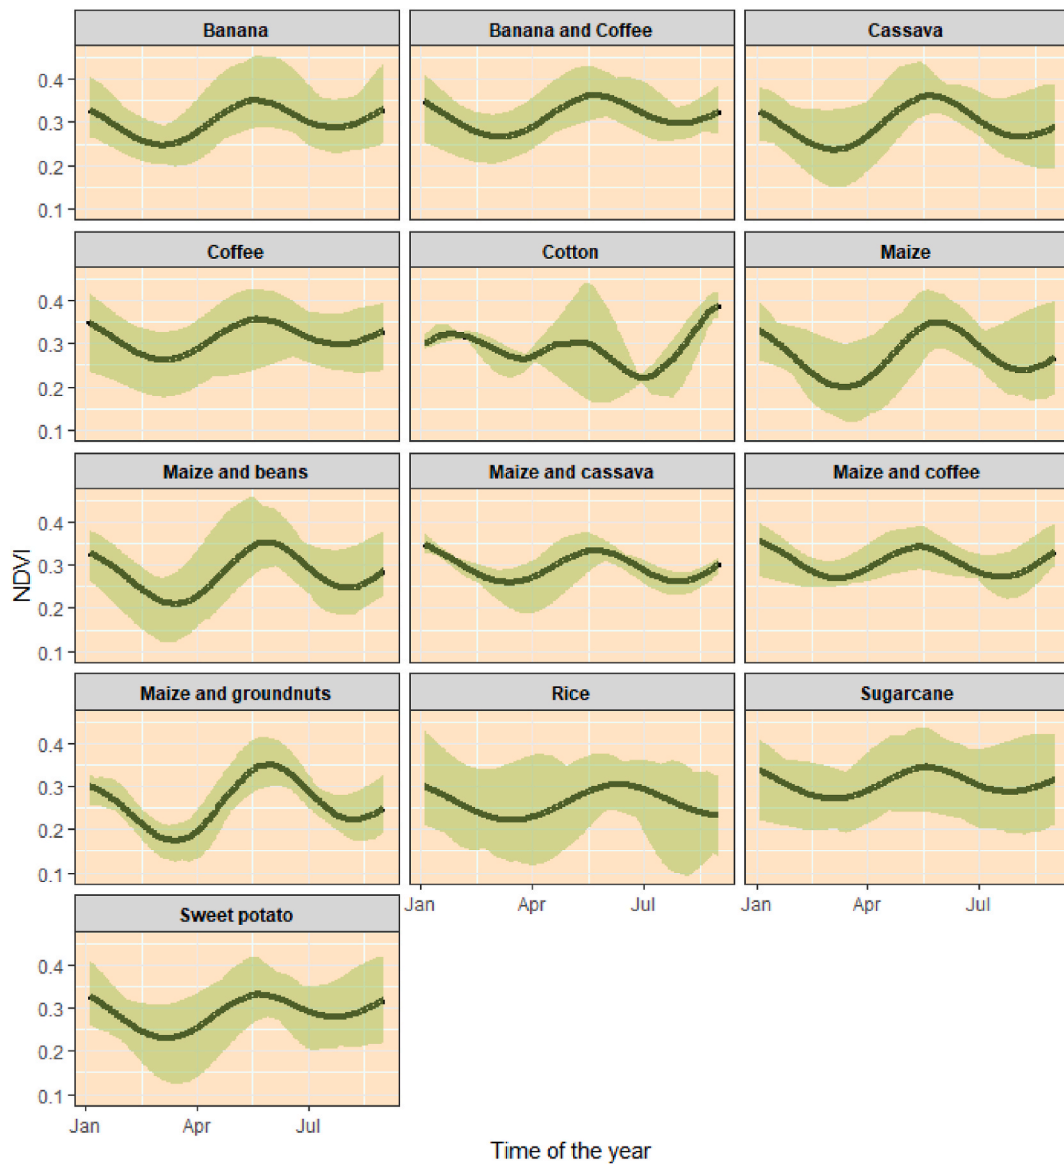 Banana
Banana and Coffee
Cassava
0.4
0.3
0.2
0.1
Coffee
Cotton
Maize
0.4
0.3
0.2
0.1
Maize and beans
Maize and cassava
Maize and coffee
0.4
0.3
0.2
0.1
NDVI
Maize and groundnuts
Rice
Sugarcane
0.4
0.3
0.2
0.1
Jan
Apr
Jul
Jan
Apr
Jul
Sweet potato
0.4
0.3
0.2
0.1
Jan
Apr
Jul
Time of the year